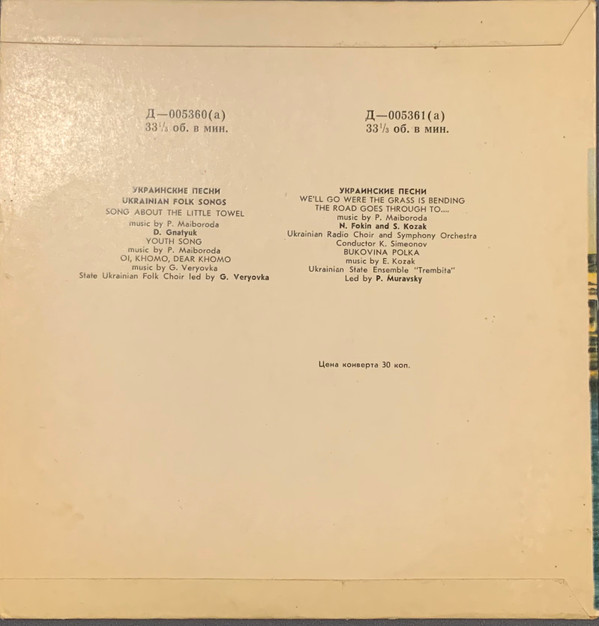 Д—005360(а)
33⅓ об. в мин.
УКРАИНСКИЕ ПЕСНИ
UKRAINIAN FOLK SONGS
SONG ABOUT THE LITTLE TOWEL
music by P. Maiboroda
D. Gnatyuk
YOUTH SONG
music by P. Maiboroda
OI, KHOMO, DEAR KHOMO
music by G. Veryovka
State Ukrainian Folk Choir led by G. Veryovka
Д—005361(а)
33⅓ об. в мин.
УКРАИНСКИЕ ПЕСНИ
WE'LL GO WERE THE GRASS IS BENDING
THE ROAD GOES THROUGH TO....
music by P. Maiboroda
N. Fokin and S. Kozak
Ukrainian Radio Choir and Symphony Orchestra
Conductor K. Simeonov
BUKOVINA POLKA
music by E. Kozak
Ukrainian State Ensemble "Trembita"
Led by P. Muravsky
Цена конверта 30 коп.